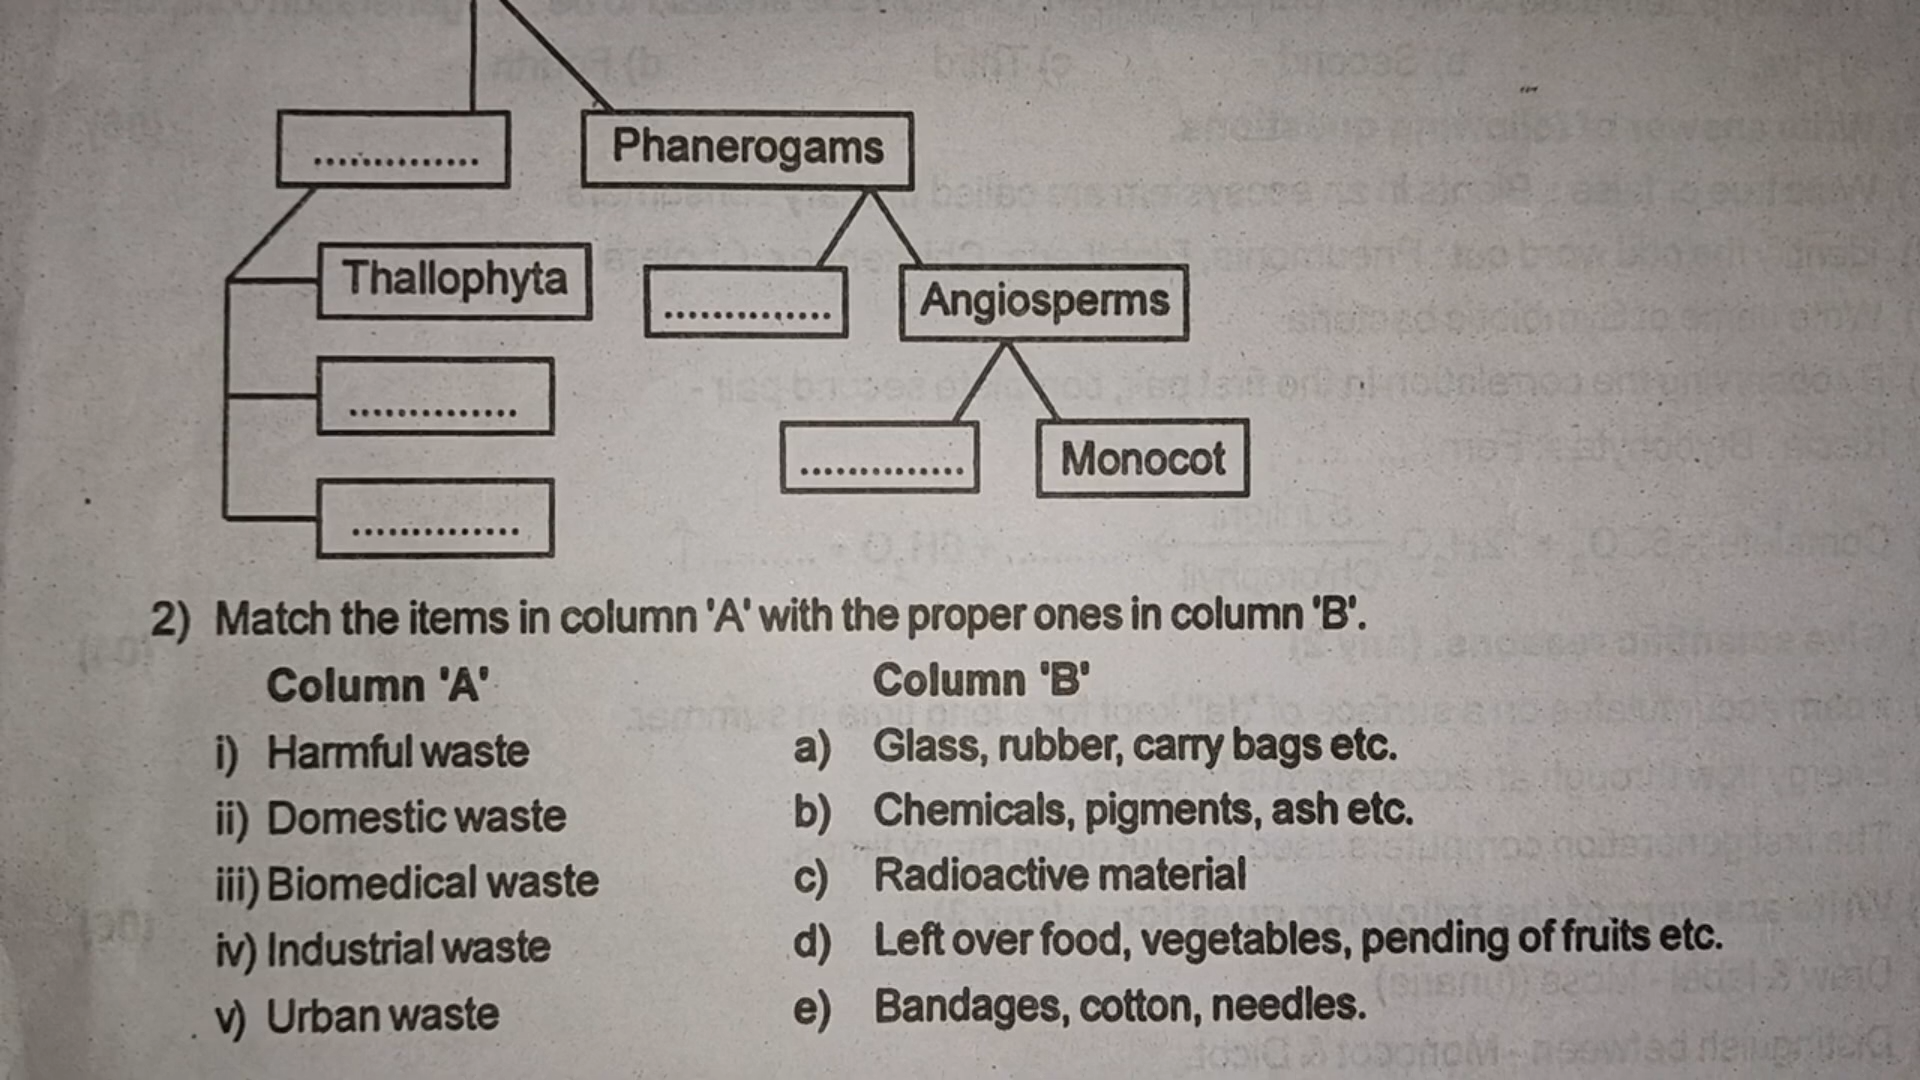 .............. Phanerogams
Thallophyta .............. Angiosperms
..............
.............. Monocot
..............
2) Match the items in column 'A' with the proper ones in column 'B'.
Column 'A' Column 'B'
i) Harmful waste a) Glass, rubber, carry bags etc.
ii) Domestic waste b) Chemicals, pigments, ash etc.
iii) Biomedical waste c) Radioactive material
iv) Industrial waste d) Left over food, vegetables, pending of fruits etc.
v) Urban waste e) Bandages, cotton, needles.